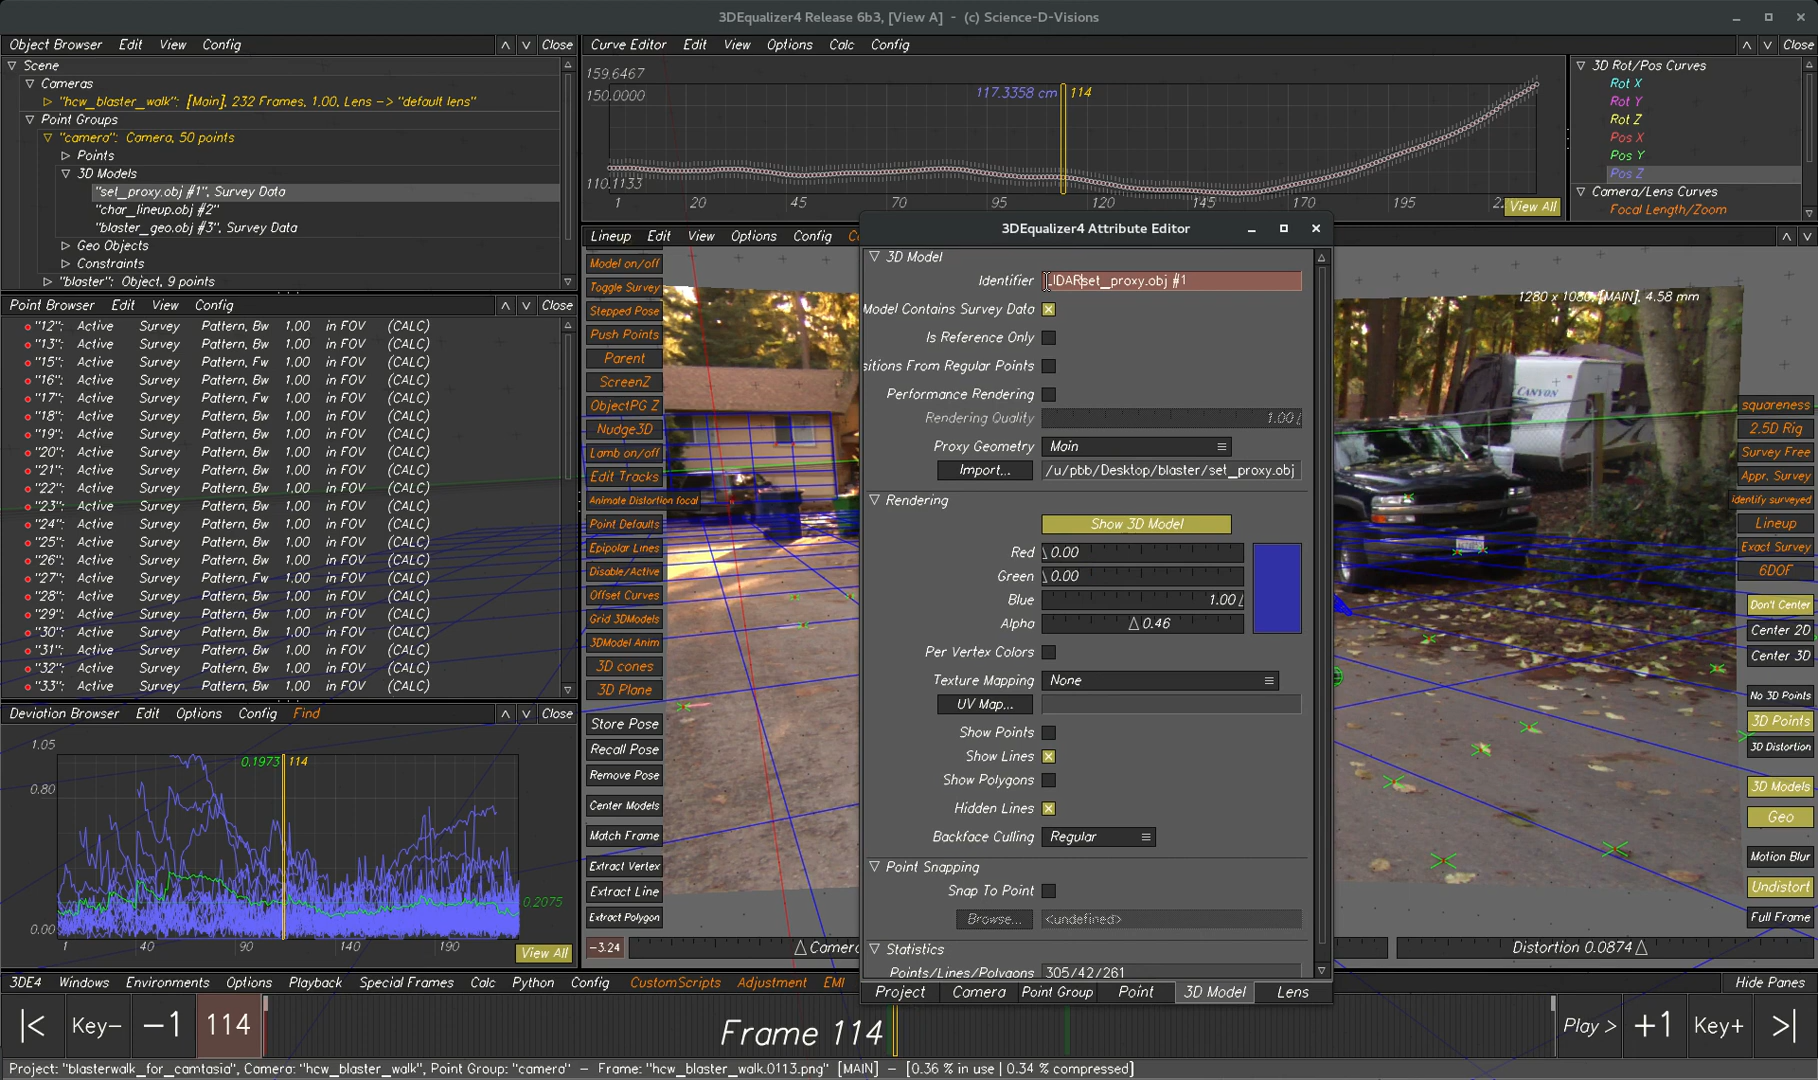 3DEqualizer4 Release 6b3, [View A] - (c) Science-D-Visions
Object Browser Edit View Config Close
Scene
Cameras
"hcw_blaster_walk": [Main], 232 Frames, 1.00, Lens -> "default lens"
Point Groups
"camera": Camera, 50 points
Points
3D Models
"set_proxy.obj #1", Survey Data
"char_lineup.obj #2"
"blaster_geo.obj #3", Survey Data
Geo Objects
Constraints
"blaster": Object, 9 points
Point Browser Edit View Config Close
"12": Active Survey Pattern, Bw 1.00 in FOV (CALC)
"13": Active Survey Pattern, Bw 1.00 in FOV (CALC)
"15": Active Survey Pattern, Fw 1.00 in FOV (CALC)
"16": Active Survey Pattern, Bw 1.00 in FOV (CALC)
"17": Active Survey Pattern, Fw 1.00 in FOV (CALC)
"18": Active Survey Pattern, Bw 1.00 in FOV (CALC)
"19": Active Survey Pattern, Bw 1.00 in FOV (CALC)
"20": Active Survey Pattern, Bw 1.00 in FOV (CALC)
"21": Active Survey Pattern, Bw 1.00 in FOV (CALC)
"22": Active Survey Pattern, Bw 1.00 in FOV (CALC)
"23": Active Survey Pattern, Bw 1.00 in FOV (CALC)
"24": Active Survey Pattern, Bw 1.00 in FOV (CALC)
"25": Active Survey Pattern, Bw 1.00 in FOV (CALC)
"26": Active Survey Pattern, Bw 1.00 in FOV (CALC)
"27": Active Survey Pattern, Fw 1.00 in FOV (CALC)
"28": Active Survey Pattern, Bw 1.00 in FOV (CALC)
"29": Active Survey Pattern, Bw 1.00 in FOV (CALC)
"30": Active Survey Pattern, Bw 1.00 in FOV (CALC)
"31": Active Survey Pattern, Bw 1.00 in FOV (CALC)
"32": Active Survey Pattern, Bw 1.00 in FOV (CALC)
"33": Active Survey Pattern, Bw 1.00 in FOV (CALC)
Deviation Browser Edit Options Config Find Close
1.05
0.1973 114
0.80
0.2075
0.00
1 40 90 140 190
View All
Curve Editor Edit View Options Calc Config Close
159.6467
150.0000
117.3358 cm 114
110.1133
1 20 45 70 95 120 145 170 195 2..
View All
3D Rot/Pos Curves
Rot X
Rot Y
Rot Z
Pos X
Pos Y
Pos Z
Camera/Lens Curves
Focal Length/Zoom
Lineup Edit View Options Config
Model on/off
Toggle Survey
Stepped Pose
Push Points
Parent
ScreenZ
ObjectPG Z
Nudge3D
Lamb on/off
Edit Tracks
Animate Distortion focal
Point Defaults
Epipolar Lines
Disable/Active
Offset Curves
Grid 3DModels
3DModel Anim
3D cones
3D Plane
Store Pose
Recall Pose
Remove Pose
Center Models
Match Frame
Extract Vertex
Extract Line
Extract Polygon
-3.24
Camera
3DEqualizer4 Attribute Editor
3D Model
Identifier LIDARset_proxy.obj #1
Model Contains Survey Data
Is Reference Only
sitions From Regular Points
Performance Rendering
Rendering Quality 1.00
Proxy Geometry Main
Import... /u/pbb/Desktop/blaster/set_proxy.obj
Rendering
Show 3D Model
Red 0.00
Green 0.00
Blue 1.00
Alpha 0.46
Per Vertex Colors
Texture Mapping None
UV Map...
Show Points
Show Lines
Show Polygons
Hidden Lines
Backface Culling Regular
Point Snapping
Snap To Point
Browse... <undefined>
Statistics
Points/Lines/Polygons 305/42/261
Project Camera Point Group Point 3D Model Lens
1280 x 1080, [MAIN], 4.58 mm
CANYON
squareness
2.5D Rig
Survey Free
Appr. Survey
identify surveyed
Lineup
Exact Survey
6DOF
Don't Center
Center 2D
Center 3D
No 3D Points
3D Points
3D Distortion
3D Models
Geo
Motion Blur
Undistort
Full Frame
Distortion 0.0874
3DE4 Windows Environments View Options Playback Special Frames Calc Python Config CustomScripts Adjustment EMI Hide Panes
|< Key- -1 114 Frame 114 Play > +1 Key+ >|
Project: "blasterwalk_for_camtasia", Camera: "hcw_blaster_walk", Point Group: "camera" - Frame: "hcw_blaster_walk.0113.png" [MAIN] - [0.36 % in use | 0.34 % compressed]